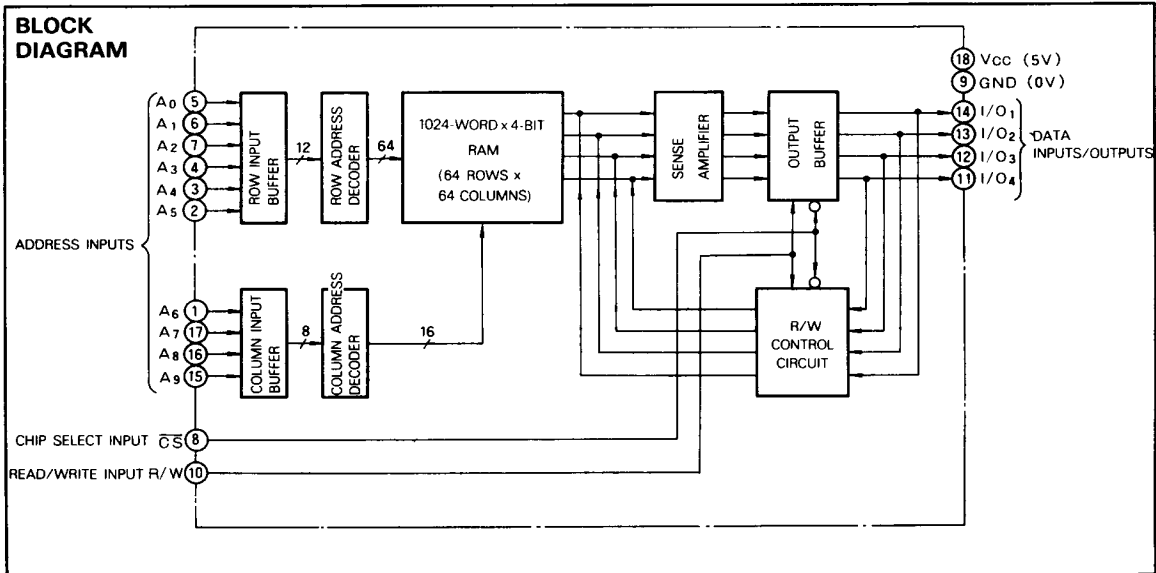 BLOCK
DIAGRAM
18 VCC (5V)
9 GND (0V)
14 I/O1
13 I/O2
12 I/O3
11 I/O4
DATA
INPUTS/OUTPUTS
ADDRESS INPUTS
A0 5
A1 6
A2 7
A3 4
A4 3
A5 2
A6 1
A7 17
A8 16
A9 15
ROW INPUT
BUFFER
12
ROW ADDRESS
DECODER
64
1024-WORD x 4-BIT
RAM
(64 ROWS x
64 COLUMNS)
SENSE
AMPLIFIER
OUTPUT
BUFFER
COLUMN INPUT
BUFFER
8
COLUMN ADDRESS
DECODER
16
R/W
CONTROL
CIRCUIT
CHIP SELECT INPUT C̅S̅ 8
READ/WRITE INPUT R/W 10